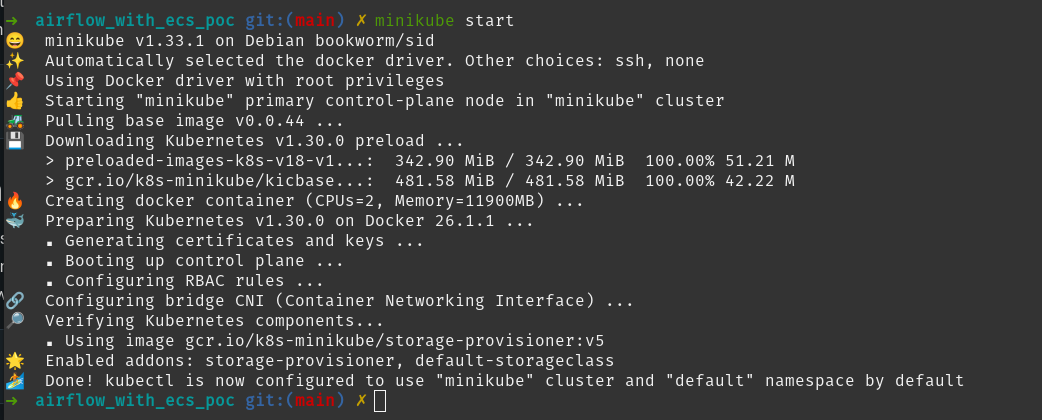 ➜ airflow_with_ecs_poc git:(main) ✗ minikube start
😄 minikube v1.33.1 on Debian bookworm/sid
✨ Automatically selected the docker driver. Other choices: ssh, none
📌 Using Docker driver with root privileges
👍 Starting "minikube" primary control-plane node in "minikube" cluster
🚜 Pulling base image v0.0.44 ...
💾 Downloading Kubernetes v1.30.0 preload ...
> preloaded-images-k8s-v18-v1...: 342.90 MiB / 342.90 MiB 100.00% 51.21 M
> gcr.io/k8s-minikube/kicbase...: 481.58 MiB / 481.58 MiB 100.00% 42.22 M
🔥 Creating docker container (CPUs=2, Memory=11900MB) ...
🐳 Preparing Kubernetes v1.30.0 on Docker 26.1.1 ...
▪ Generating certificates and keys ...
▪ Booting up control plane ...
▪ Configuring RBAC rules ...
🔗 Configuring bridge CNI (Container Networking Interface) ...
🔎 Verifying Kubernetes components...
▪ Using image gcr.io/k8s-minikube/storage-provisioner:v5
🌟 Enabled addons: storage-provisioner, default-storageclass
🏄 Done! kubectl is now configured to use "minikube" cluster and "default" namespace by default
➜ airflow_with_ecs_poc git:(main) ✗